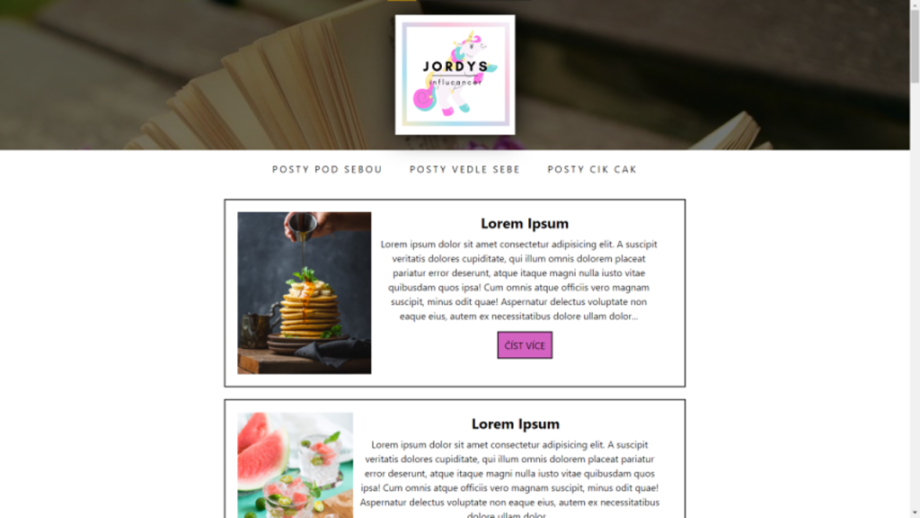 JORDYS
influcancer
POSTY POD SEBOU POSTY VEDLE SEBE POSTY CIK CAK
Lorem Ipsum
Lorem ipsum dolor sit amet consectetur adipisicing elit. A suscipit
veritatis dolores cupiditate, qui illum omnis dolorem placeat
pariatur error deserunt, atque itaque magni nulla iusto vitae
quibusdam quos ipsa! Cum omnis atque officiis vero magnam
suscipit, minus odit quae! Aspernatur delectus voluptate non
eaque eius, autem ex necessitatibus dolore ullam dolor...
ČÍST VÍCE
Lorem Ipsum
Lorem ipsum dolor sit amet consectetur adipisicing elit. A suscipit
veritatis dolores cupiditate, qui illum omnis dolorem placeat pariatur
error deserunt, atque itaque magni nulla iusto vitae quibusdam quos
ipsa! Cum omnis atque officiis vero magnam suscipit, minus odit quae!
Aspernatur delectus voluptate non eaque eius, autem ex necessitatibus
dolore ullam dolor...